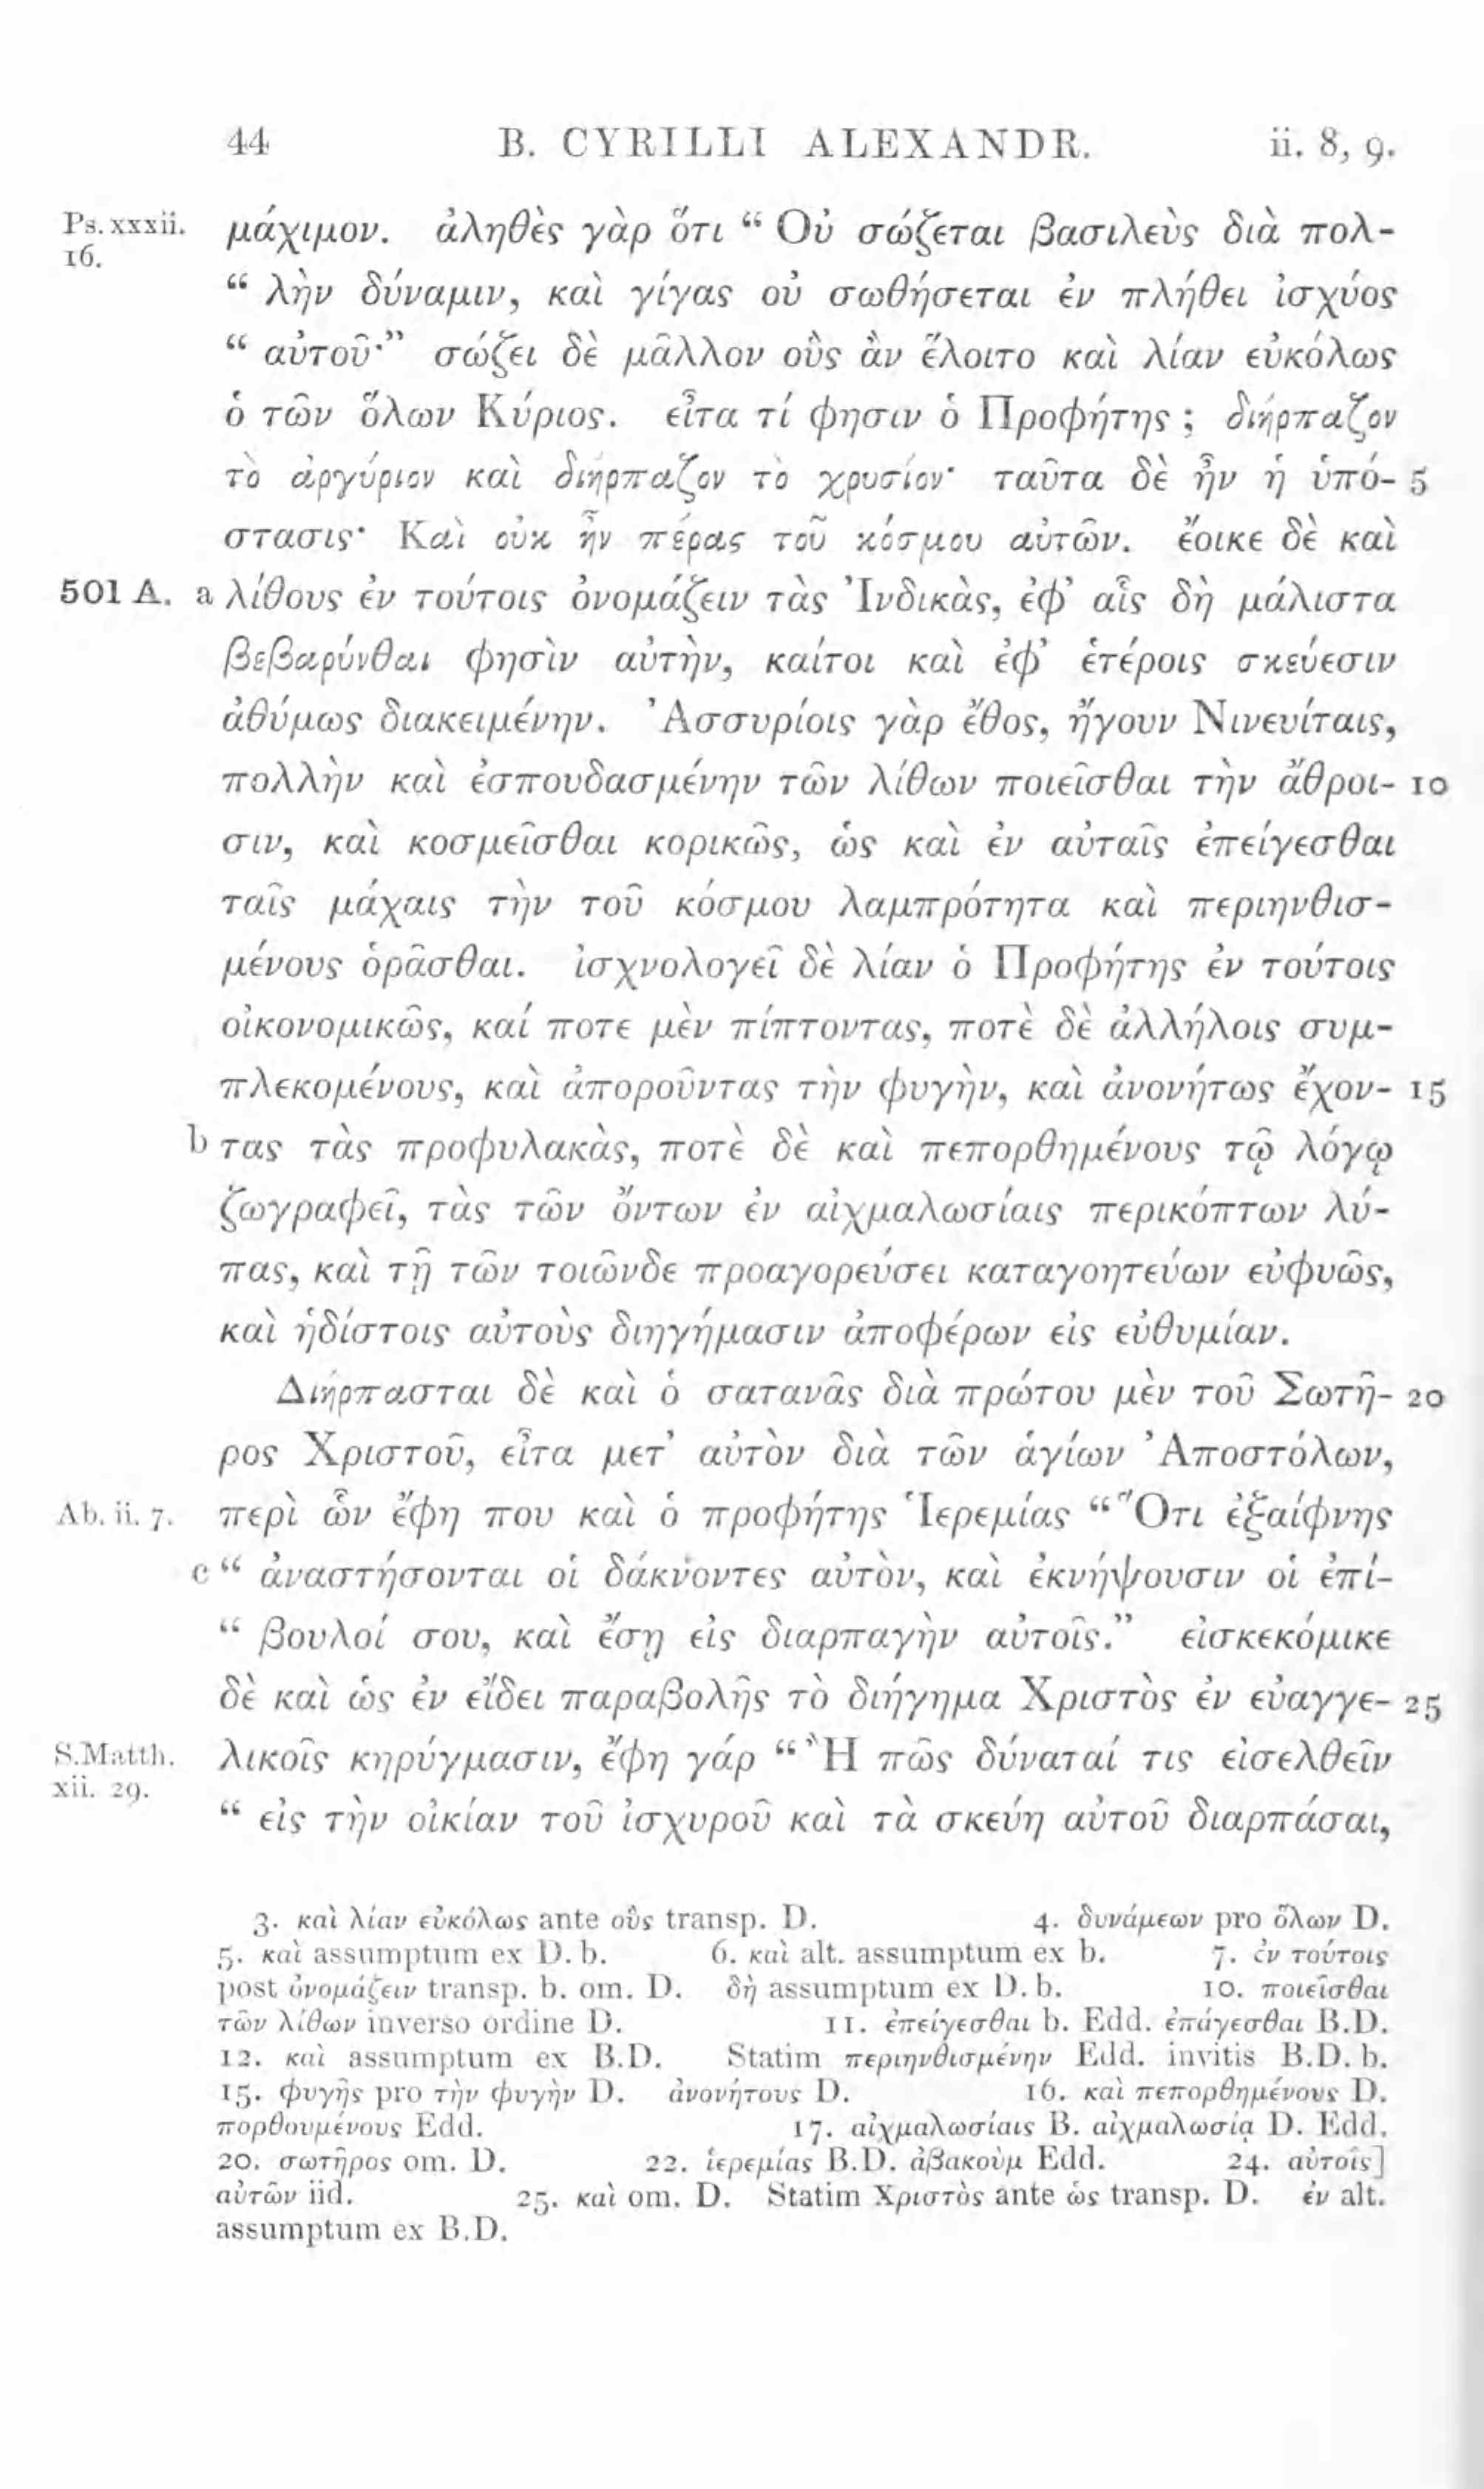 44 B. CYRILLI ALEXANDR. ii. 8, 9.
Ps. xxxii. 16. μάχιμον. ἀληθὲς γὰρ ὅτι “ Οὐ σώζεται βασιλεὺς διὰ πολ-
“ λὴν δύναμιν, καὶ γίγας οὐ σωθήσεται ἐν πλήθει ἰσχύος
“ αὐτοῦ·” σώζει δὲ μᾶλλον οὓς ἂν ἕλοιτο καὶ λίαν εὐκόλως
ὁ τῶν ὅλων Κύριος. εἶτα τί φησιν ὁ Προφήτης ; διήρπαζον
τὸ ἀργύριον καὶ διήρπαζον τὸ χρυσίον· ταῦτα δὲ ἦν ἡ ὑπό- 5
στασις· Καὶ οὐκ ἦν πέρας τοῦ κόσμου αὐτῶν. ἔοικε δὲ καὶ
501 A. a λίθους ἐν τούτοις ὀνομάζειν τὰς Ἰνδικὰς, ἐφ’ αἷς δὴ μάλιστα
βεβαρύνθαι φησὶν αὐτὴν, καίτοι καὶ ἐφ’ ἑτέροις σκεύεσιν
ἀθύμως διακειμένην. Ἀσσυρίοις γὰρ ἔθος, ἤγουν Νινευίταις,
πολλὴν καὶ ἐσπουδασμένην τῶν λίθων ποιεῖσθαι τὴν ἄθροι- 10
σιν, καὶ κοσμεῖσθαι κορικῶς, ὡς καὶ ἐν αὐταῖς ἐπείγεσθαι
ταῖς μάχαις τὴν τοῦ κόσμου λαμπρότητα καὶ περιηνθισ-
μένους ὁρᾶσθαι. ἰσχνολογεῖ δὲ λίαν ὁ Προφήτης ἐν τούτοις
οἰκονομικῶς, καί ποτε μὲν πίπτοντας, ποτὲ δὲ ἀλλήλοις συμ-
πλεκομένους, καὶ ἀποροῦντας τὴν φυγὴν, καὶ ἀνονήτως ἔχον- 15
b τας τὰς προφυλακὰς, ποτὲ δὲ καὶ πεπορθημένους τῷ λόγῳ
ζωγραφεῖ, τὰς τῶν ὄντων ἐν αἰχμαλωσίαις περικόπτων λύ-
πας, καὶ τῇ τῶν τοιῶνδε προαγορεύσει καταγοητεύων εὐφυῶς,
καὶ ἡδίστοις αὐτοὺς διηγήμασιν ἀποφέρων εἰς εὐθυμίαν.
Διήρπασται δὲ καὶ ὁ σατανᾶς διὰ πρώτου μὲν τοῦ Σωτῆ- 20
ρος Χριστοῦ, εἶτα μετ’ αὐτὸν διὰ τῶν ἁγίων Ἀποστόλων,
Ab. ii. 7. περὶ ὧν ἔφη που καὶ ὁ προφήτης Ἱερεμίας “ Ὅτι ἐξαίφνης
c “ ἀναστήσονται οἱ δάκνοντες αὐτὸν, καὶ ἐκνήψουσιν οἱ ἐπί-
“ βουλοί σου, καὶ ἔσῃ εἰς διαρπαγὴν αὐτοῖς.” εἰσκεκόμικε
δὲ καὶ ὡς ἐν εἴδει παραβολῆς τὸ διήγημα Χριστὸς ἐν εὐαγγε- 25
S.Matth. xii. 29. λικοῖς κηρύγμασιν, ἔφη γάρ “ Ἢ πῶς δύναταί τις εἰσελθεῖν
“ εἰς τὴν οἰκίαν τοῦ ἰσχυροῦ καὶ τὰ σκεύη αὐτοῦ διαρπάσαι,
3. καὶ λίαν εὐκόλως ante οὓς transp. D. 4. δυνάμεων pro ὅλων D.
5. καὶ assumptum ex D. b. 6. καὶ alt. assumptum ex b. 7. ἐν τούτοις
post ὀνομάζειν transp. b. om. D. δὴ assumptum ex D. b. 10. ποιεῖσθαι
τῶν λίθων inverso ordine D. 11. ἐπείγεσθαι b. Edd. ἐπάγεσθαι B.D.
12. καὶ assumptum ex B.D. Statim περιηνθισμένην Edd. invitis B.D. b.
15. φυγῆς pro τὴν φυγὴν D. ἀνονήτους D. 16. καὶ πεπορθημένους D.
πορθουμένους Edd. 17. αἰχμαλωσίαις B. αἰχμαλωσίᾳ D. Edd.
20. σωτῆρος om. D. 22. ἱερεμίας B.D. ἀβακοὺμ Edd. 24. αὐτοῖς]
αὐτῶν iid. 25. καὶ om. D. Statim Χριστὸς ante ὡς transp. D. ἐν alt.
assumptum ex B.D.